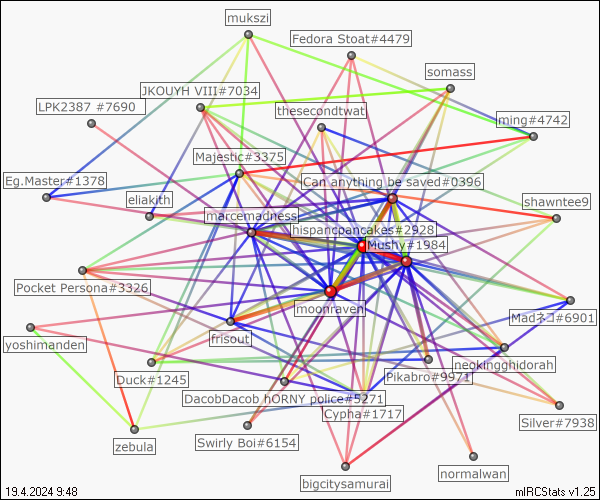 mukszi
Fedora Stoat#4479
somass
JKOUYH VIII#7034
LPK2387 #7690
thesecondtwat
ming#4742
Majestic#3375
Eg.Master#1378
Can anything be saved#0396
eliakith
shawntee9
marcemadness
hispancpancakes#2928
Mushy#1984
Pocket Persona#3326
moonraven
Madネコ#6901
frisout
yoshimanden
neokingghidorah
Duck#1245
Pikabro#9971
DacobDacob hORNY police#5271
Cypha#1717
Silver#7938
zebula
Swirly Boi#6154
normalwan
bigcitysamurai
19.4.2024 9:48
mIRCStats v1.25